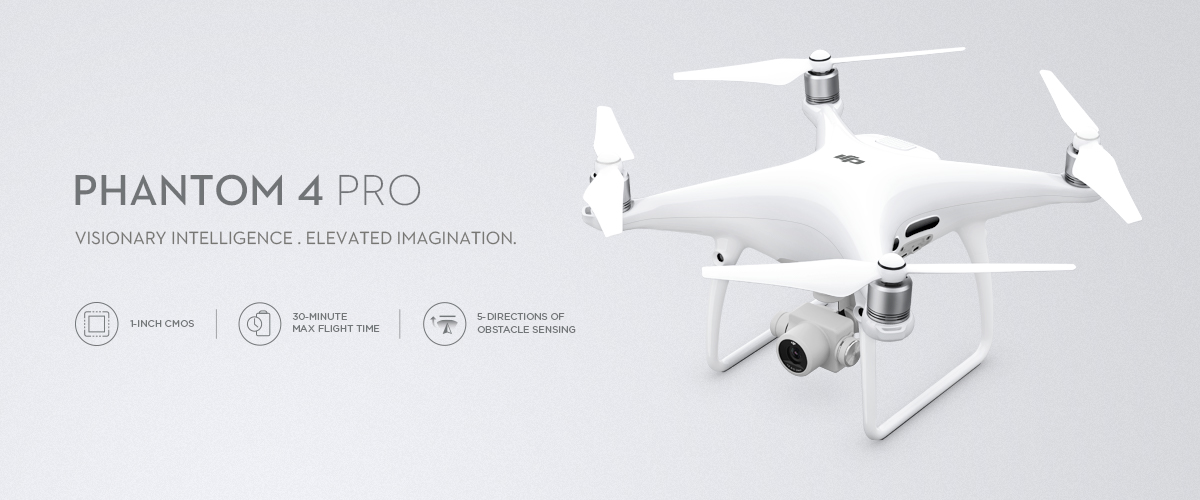 PHANTOM 4 PRO
VISIONARY INTELLIGENCE . ELEVATED IMAGINATION.
1-INCH CMOS
30-MINUTE
MAX FLIGHT TIME
5-DIRECTIONS OF
OBSTACLE SENSING
dji